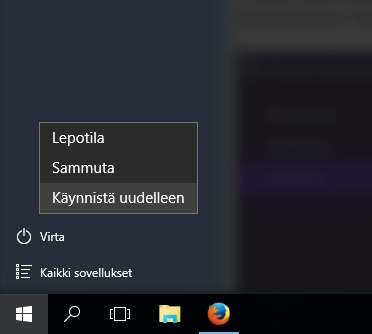 Lepotila
Sammuta
Käynnistä uudelleen
Virta
Kaikki sovellukset